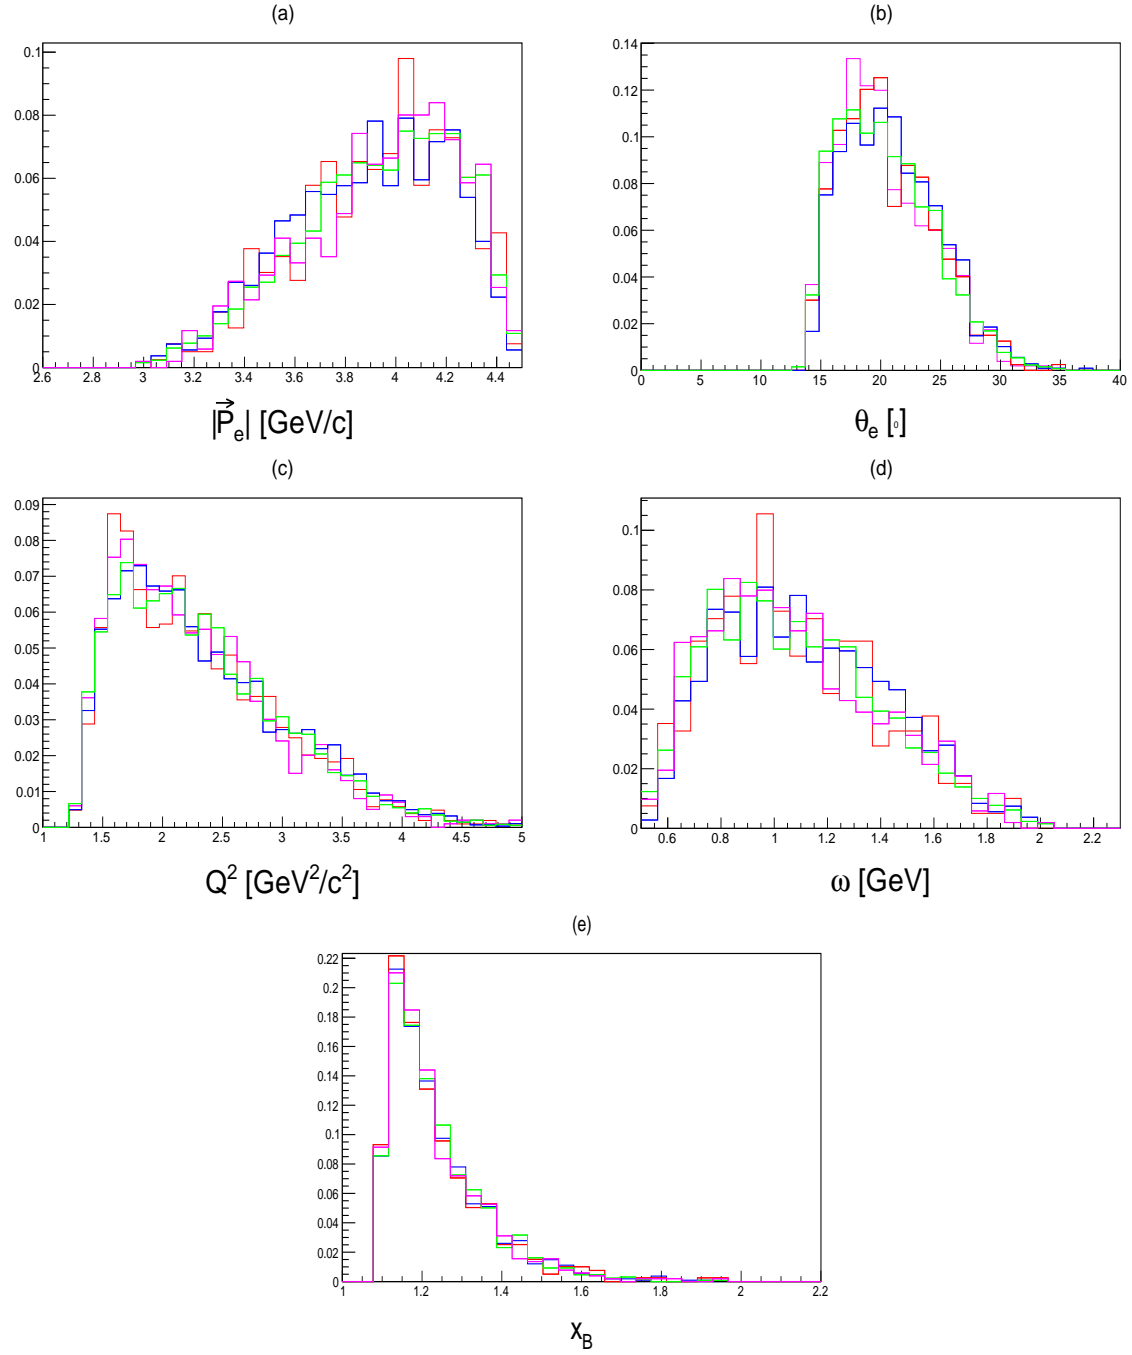 (a)
0.1
0.08
0.06
0.04
0.02
0
2.6 2.8 3 3.2 3.4 3.6 3.8 4 4.2 4.4
|P⃗_e| [GeV/c]
(b)
0.14
0.12
0.1
0.08
0.06
0.04
0.02
0
0 5 10 15 20 25 30 35 40
θ_e [⁰]
(c)
0.09
0.08
0.07
0.06
0.05
0.04
0.03
0.02
0.01
0
1 1.5 2 2.5 3 3.5 4 4.5 5
Q² [GeV²/c²]
(d)
0.1
0.08
0.06
0.04
0.02
0
0.6 0.8 1 1.2 1.4 1.6 1.8 2 2.2
ω [GeV]
(e)
0.22
0.2
0.18
0.16
0.14
0.12
0.1
0.08
0.06
0.04
0.02
0
1 1.2 1.4 1.6 1.8 2 2.2
x_B